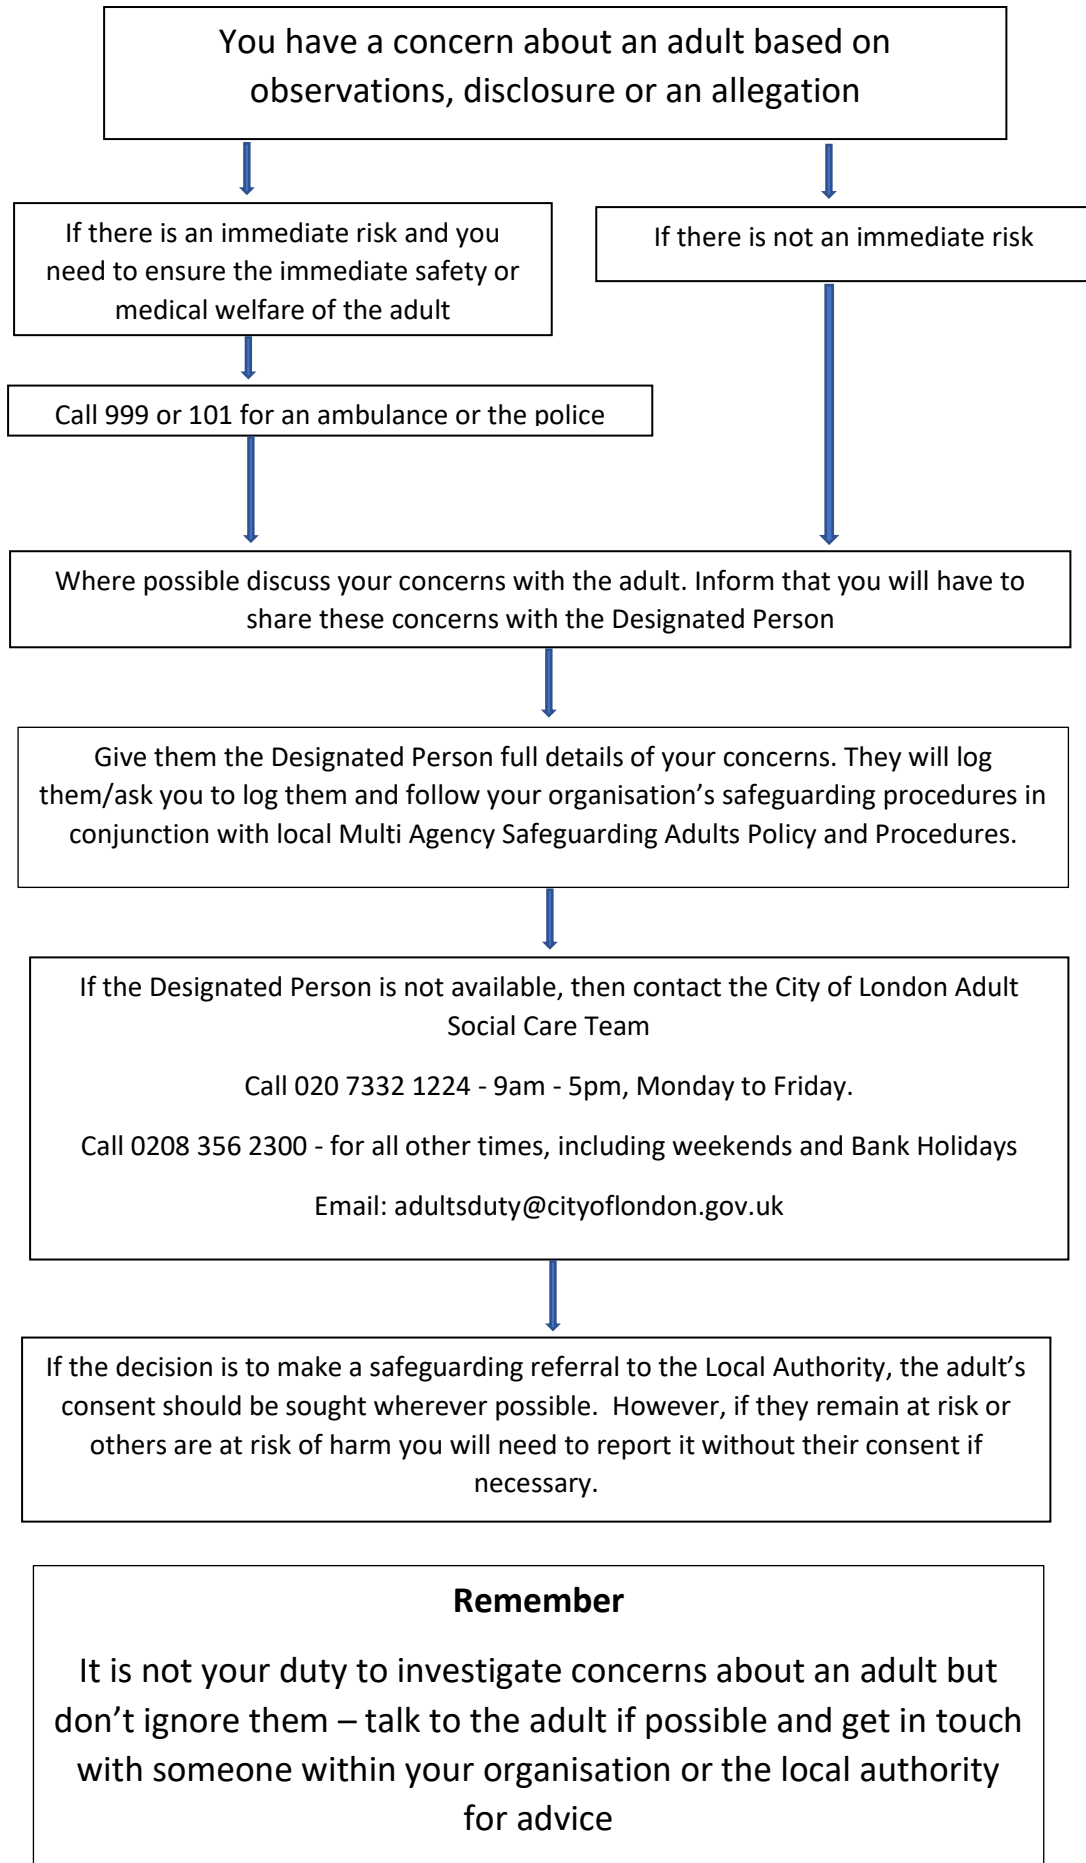 You have a concern about an adult based on
observations, disclosure or an allegation
If there is an immediate risk and you
need to ensure the immediate safety or
medical welfare of the adult
If there is not an immediate risk
Call 999 or 101 for an ambulance or the police
Where possible discuss your concerns with the adult. Inform that you will have to
share these concerns with the Designated Person
Give them the Designated Person full details of your concerns. They will log
them/ask you to log them and follow your organisation’s safeguarding procedures in
conjunction with local Multi Agency Safeguarding Adults Policy and Procedures.
If the Designated Person is not available, then contact the City of London Adult
Social Care Team
Call 020 7332 1224 - 9am - 5pm, Monday to Friday.
Call 0208 356 2300 - for all other times, including weekends and Bank Holidays
Email: adultsduty@cityoflondon.gov.uk
If the decision is to make a safeguarding referral to the Local Authority, the adult’s
consent should be sought wherever possible.  However, if they remain at risk or
others are at risk of harm you will need to report it without their consent if
necessary.
Remember
It is not your duty to investigate concerns about an adult but
don’t ignore them – talk to the adult if possible and get in touch
with someone within your organisation or the local authority
for advice